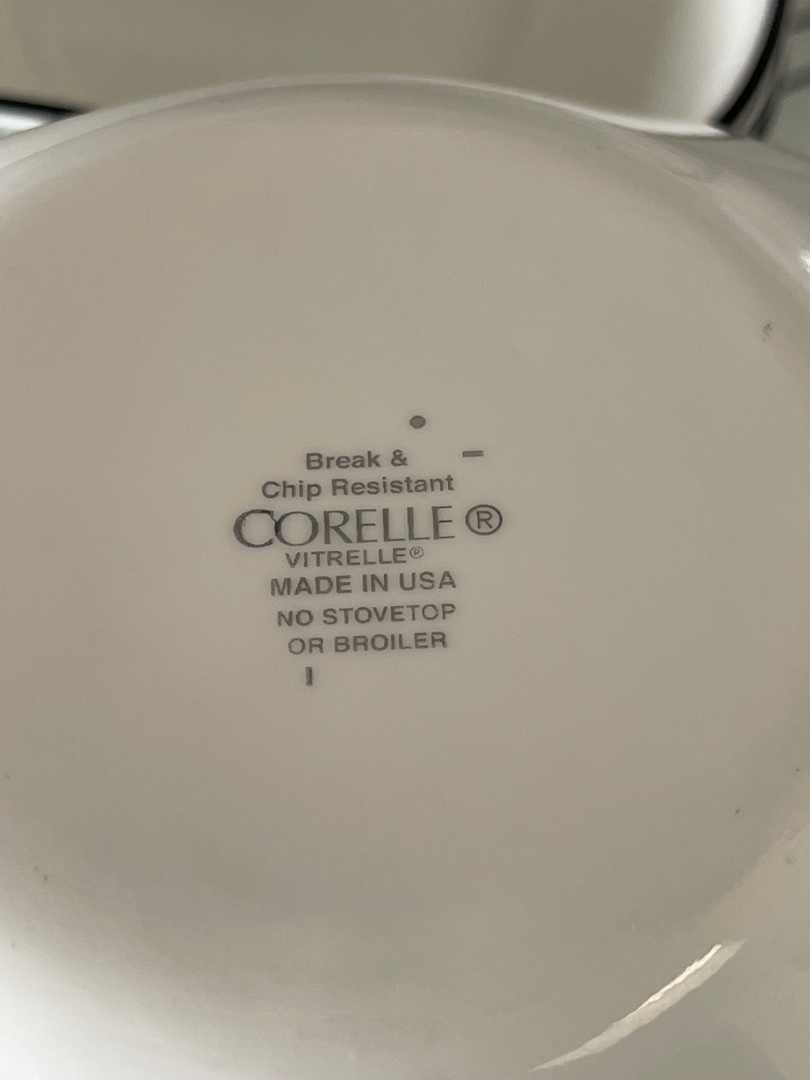 Break &
Chip Resistant
CORELLE®
VITRELLE®
MADE IN USA
NO STOVETOP
OR BROILER